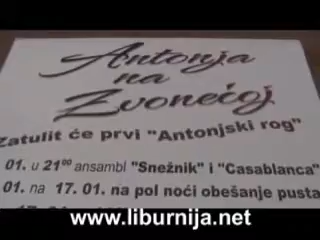 Antonja
na
Zvonećoj
Zatulit će prvi "Antonjski rog"
01. u 21⁰⁰ ansambl "Snežnik" i "Casablanca"
01. na 17.01. na pol noći obešanje pusta
www.liburnija.net